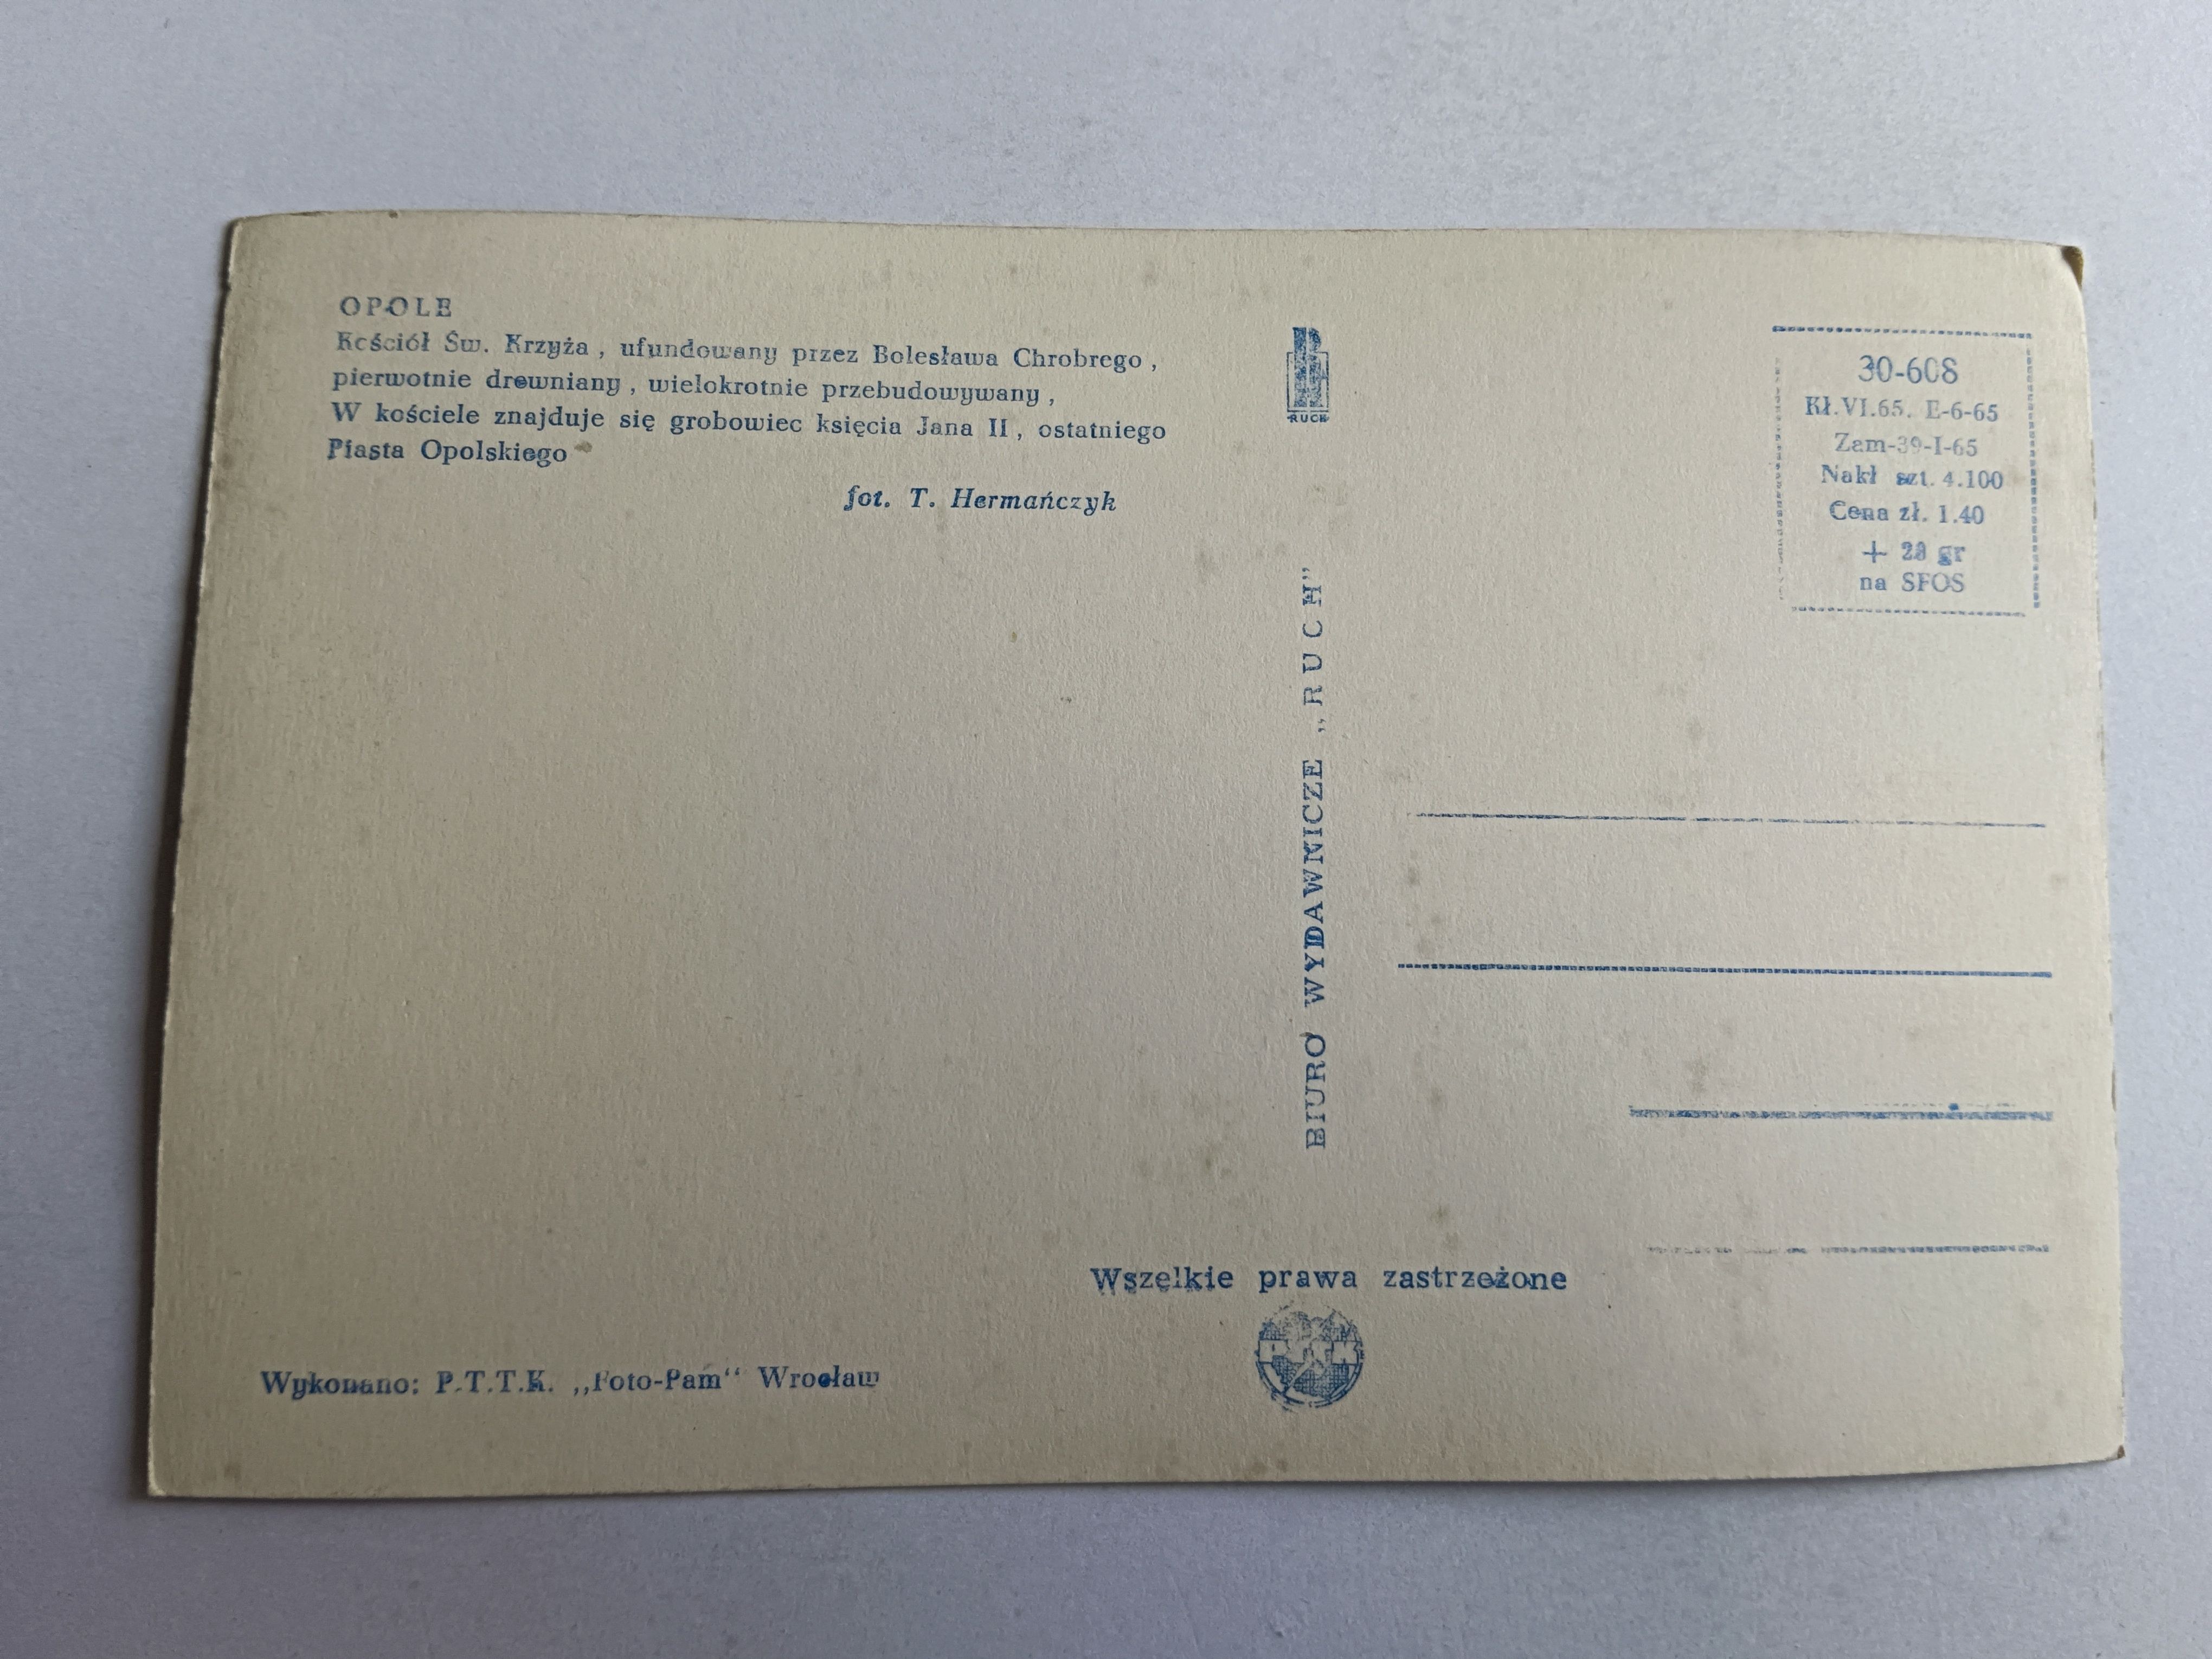 OPOLE
Kościół Św. Krzyża , ufundowany przez Bolesława Chrobrego ,
pierwotnie drewniany , wielokrotnie przebudowywany ,
W kościele znajduje się grobowiec księcia Jana II , ostatniego
Piasta Opolskiego
fot. T. Hermańczyk
Wykonano: P.T.T.K. „Foto-Pam“ Wrocław
RUCH
BIURO WYDAWNICZE „RUCH”
Wszelkie prawa zastrzeżone
PTTK
30-608
Kł.VI.65. E-6-65
Zam-39-I-65
Nakł szt. 4.100
Cena zł. 1.40
+ gr
na SFOS